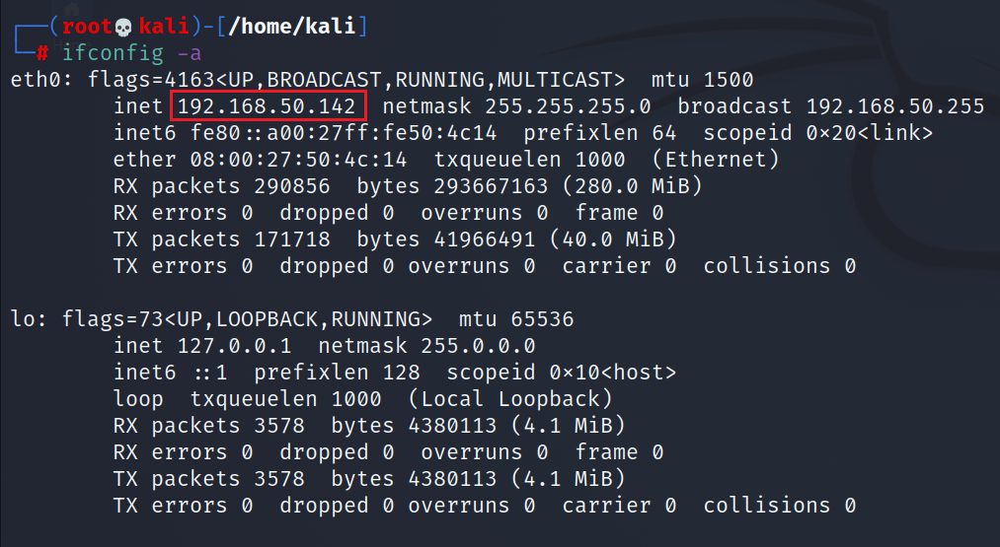 ┌──(root💀kali)-[/home/kali]
└─# ifconfig -a
eth0: flags=4163<UP,BROADCAST,RUNNING,MULTICAST>  mtu 1500
        inet 192.168.50.142  netmask 255.255.255.0  broadcast 192.168.50.255
        inet6 fe80::a00:27ff:fe50:4c14  prefixlen 64  scopeid 0×20<link>
        ether 08:00:27:50:4c:14  txqueuelen 1000  (Ethernet)
        RX packets 290856  bytes 293667163 (280.0 MiB)
        RX errors 0  dropped 0  overruns 0  frame 0
        TX packets 171718  bytes 41966491 (40.0 MiB)
        TX errors 0  dropped 0 overruns 0  carrier 0  collisions 0

lo: flags=73<UP,LOOPBACK,RUNNING>  mtu 65536
        inet 127.0.0.1  netmask 255.0.0.0
        inet6 ::1  prefixlen 128  scopeid 0×10<host>
        loop  txqueuelen 1000  (Local Loopback)
        RX packets 3578  bytes 4380113 (4.1 MiB)
        RX errors 0  dropped 0  overruns 0  frame 0
        TX packets 3578  bytes 4380113 (4.1 MiB)
        TX errors 0  dropped 0 overruns 0  carrier 0  collisions 0